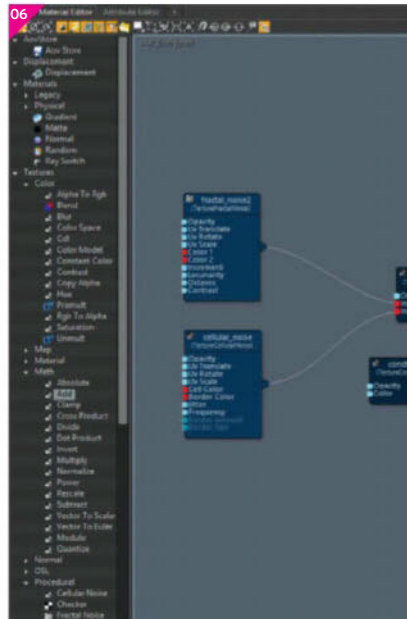 06
Material Editor Attribute Editor
AovStore
Aov Store
Displacement
Displacement
Materials
Legacy
Physical
Gradient
Matte
Normal
Random
Ray Switch
Textures
Color
Alpha To Rgb
Blend
Blur
Color Space
Cutl
Color Model
Constant Color
Contrast
Copy Alpha
Hue
Premult
Rgb To Alpha
Saturation
Unmult
Map
Material
Math
Absolute
Add
Clamp
Cross Product
Divide
Dot Product
Invert
Multiply
Normalize
Power
Rescale
Subtract
Vector To Scalar
Vector To Euler
Modulo
Quantize
Normal
OSL
Procedural
Cellular Noise
Checker
Fractal Noise
fractal_noise2
(TextureFractalNoise)
Opacity
Uv Translate
Uv Rotate
Uv Scale
Color 1
Color 2
Increment
Lacunarity
Octaves
Contrast
cellular_noise
(TextureCellularNoise)
Opacity
Uv Translate
Uv Rotate
Uv Scale
Cell Color
Border Color
Jitter
Frequency
Opacity
Color